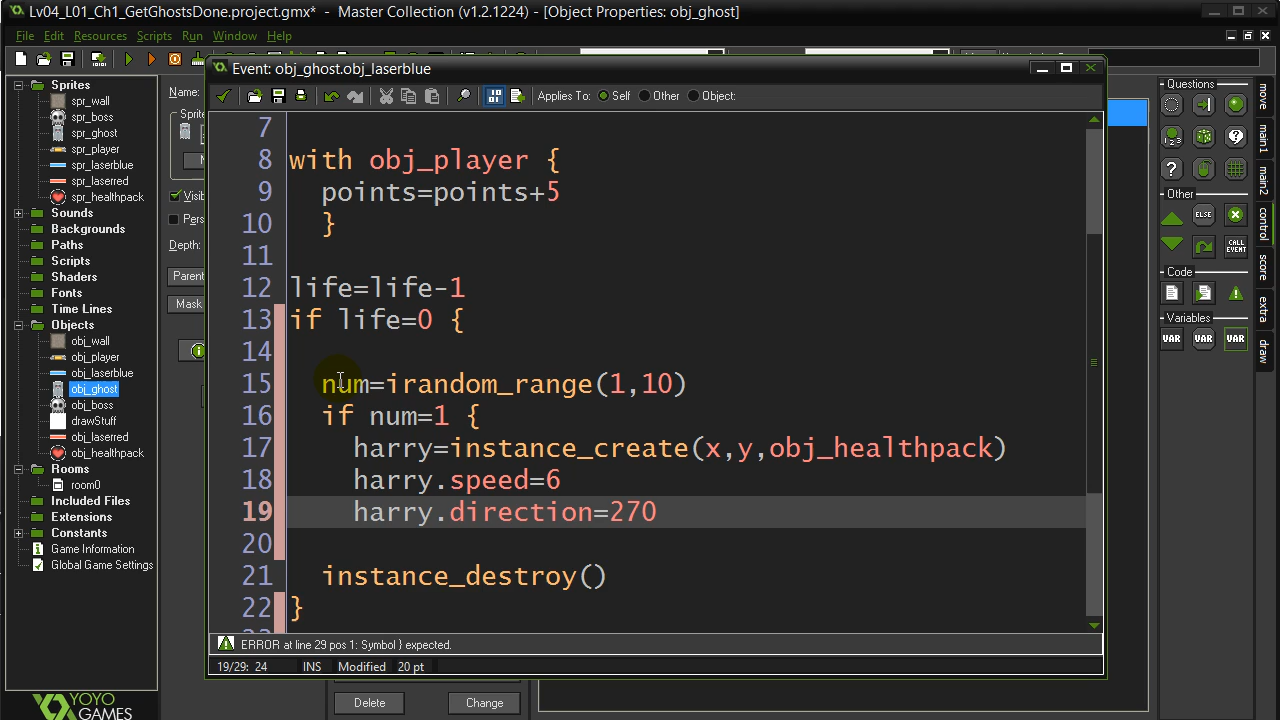 Lv04_L01_Ch1_GetGhostsDone.project.gmx* - Master Collection (v1.2.1224) - [Object Properties: obj_ghost]
File Edit Resources Scripts Run Window Help
Event: obj_ghost.obj_laserblue
Applies To: Self Other Object:
Sprites
spr_wall
spr_boss
spr_ghost
spr_player
spr_laserblue
spr_laserred
spr_healthpack
Sounds
Backgrounds
Paths
Scripts
Shaders
Fonts
Time Lines
Objects
obj_wall
obj_player
obj_laserblue
obj_ghost
obj_boss
drawStuff
obj_laserred
obj_healthpack
Rooms
room0
Included Files
Extensions
Constants
Game Information
Global Game Settings
YOYO
GAMES
Name:
Depth:
Parent
Mask
7
8 with obj_player {
9 points=points+5
10 }
11
12 life=life-1
13 if life=0 {
14
15 num=irandom_range(1,10)
16 if num=1 {
17 harry=instance_create(x,y,obj_healthpack)
18 harry.speed=6
19 harry.direction=270
20
21 instance_destroy()
22 }
ERROR at line 29 pos 1: Symbol } expected.
19/29: 24 INS Modified 20 pt
Delete Change
Questions
Other
ELSE
CALL
EVENT
Code
Variables
VAR VAR VAR
move
main1
main2
control
score
extra
draw